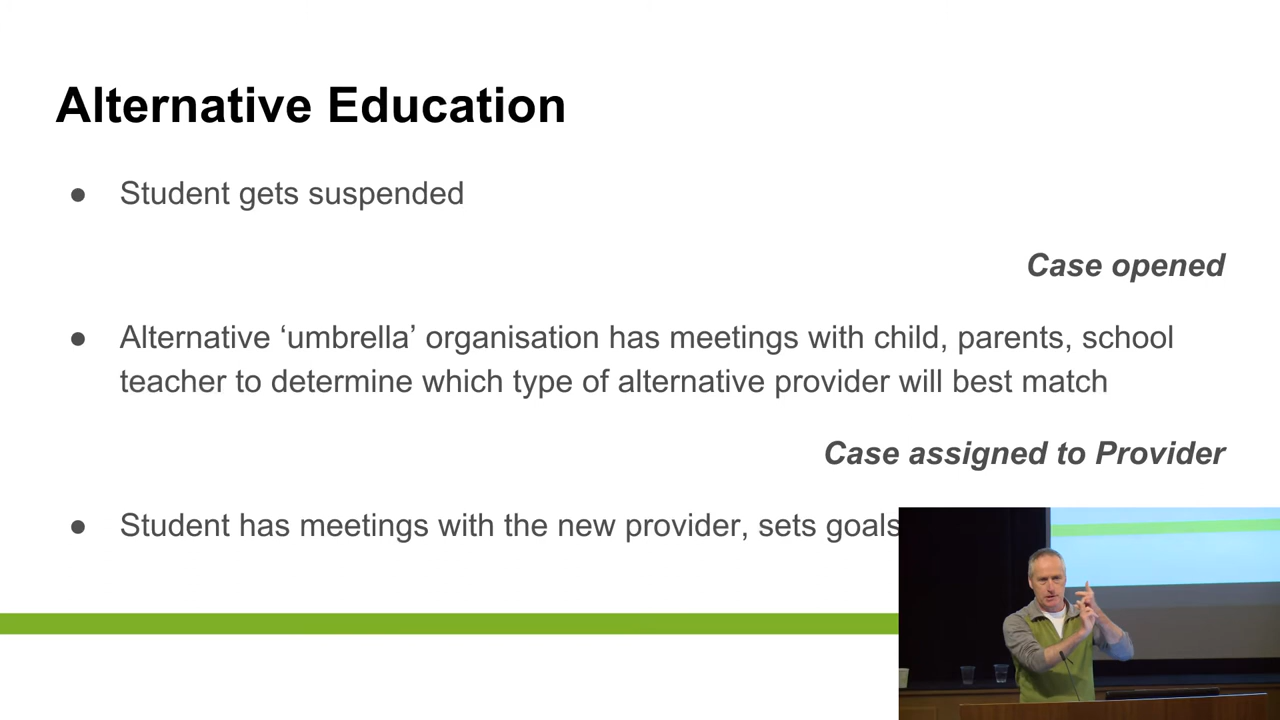 Alternative Education
● Student gets suspended
Case opened
● Alternative ‘umbrella’ organisation has meetings with child, parents, school
teacher to determine which type of alternative provider will best match
Case assigned to Provider
● Student has meetings with the new provider, sets goals